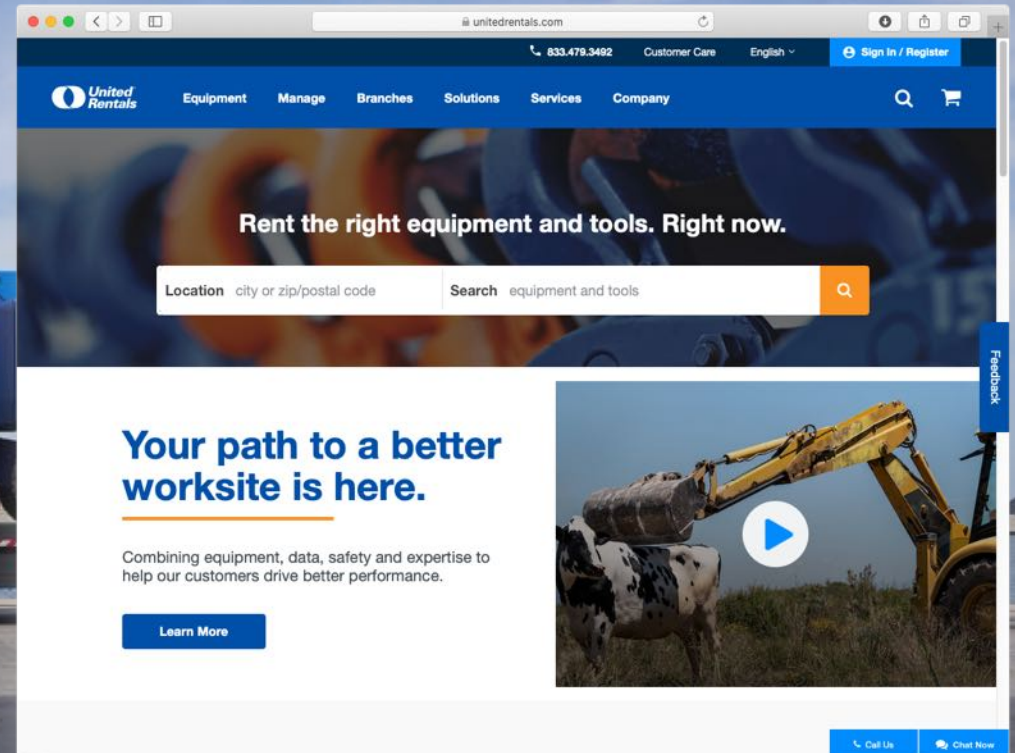 unitedrentals.com
833.479.3492 Customer Care English Sign In / Register
United
Rentals
Equipment Manage Branches Solutions Services Company
Rent the right equipment and tools. Right now.
Location city or zip/postal code Search equipment and tools
15
Feedback
Your path to a better
worksite is here.
Combining equipment, data, safety and expertise to
help our customers drive better performance.
Learn More
Call Us Chat Now